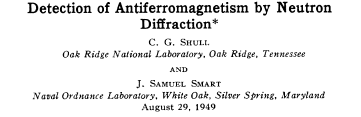 Detection of Antiferromagnetism by Neutron
Diffraction*
C. G. SHULL
Oak Ridge National Laboratory, Oak Ridge, Tennessee
AND
J. SAMUEL SMART
Naval Ordnance Laboratory, White Oak, Silver Spring, Maryland
August 29, 1949